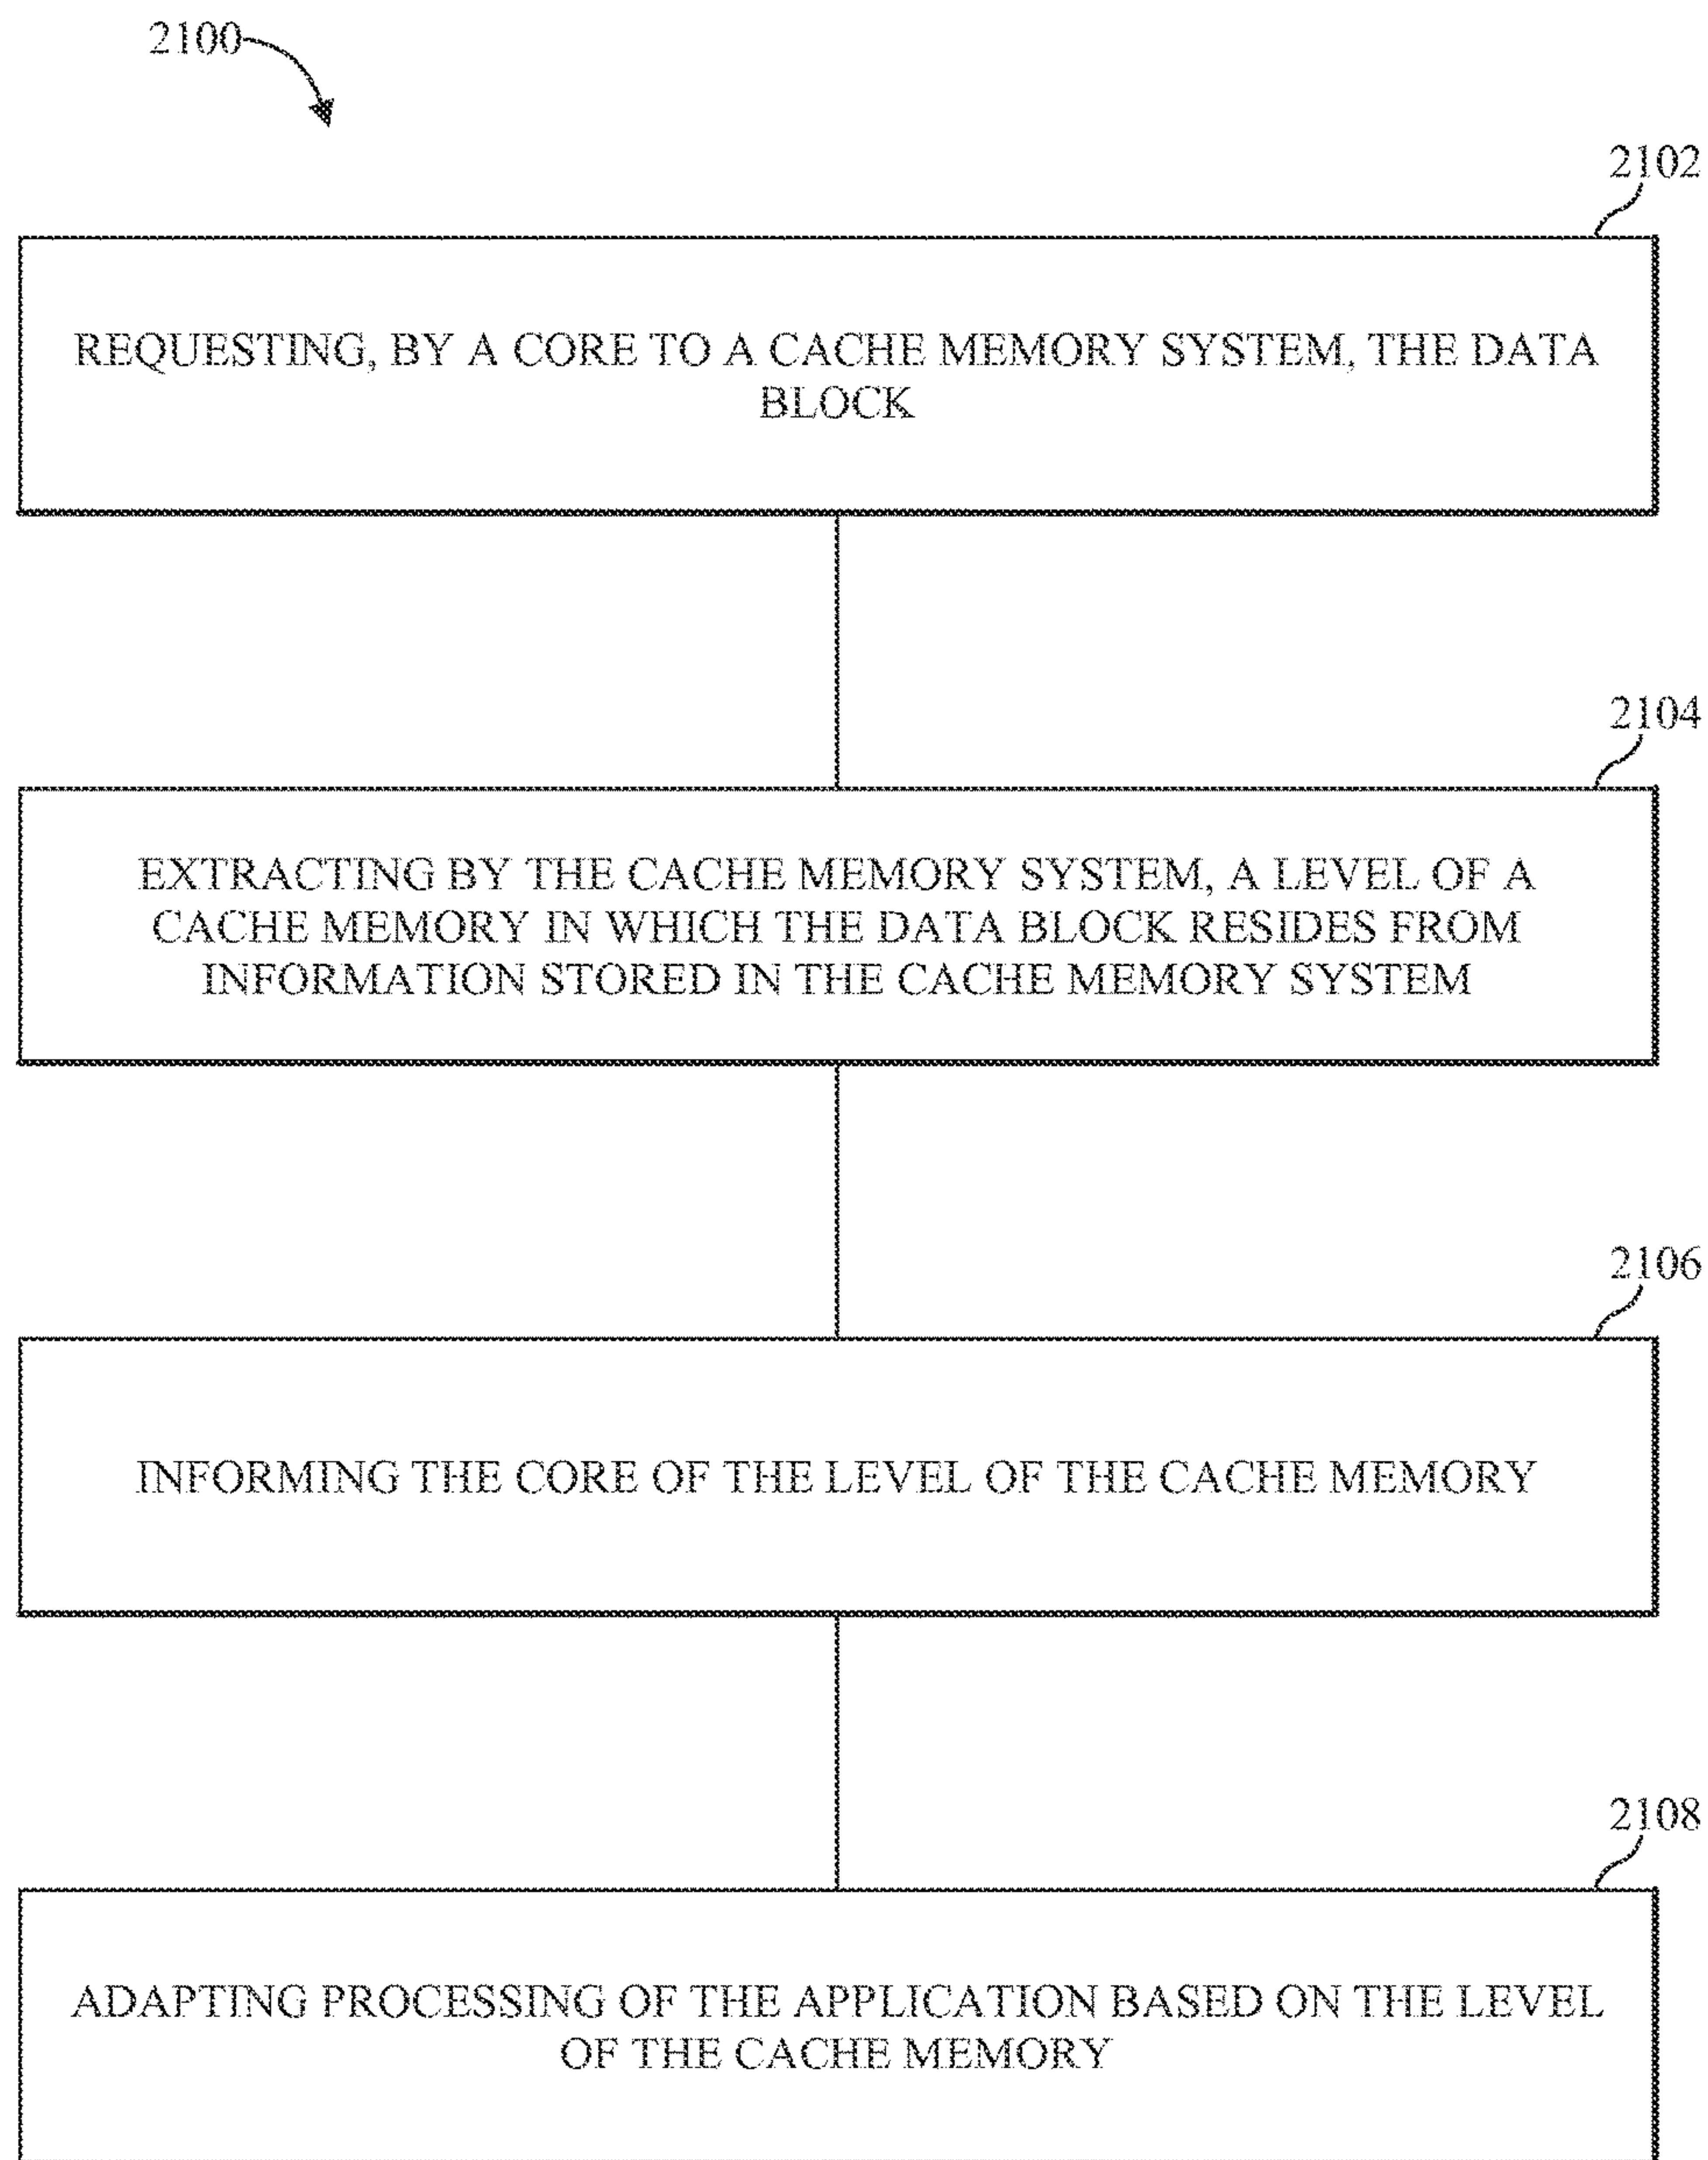 2100
2102
REQUESTING, BY A CORE TO A CACHE MEMORY SYSTEM, THE DATA
BLOCK
2104
EXTRACTING BY THE CACHE MEMORY SYSTEM, A LEVEL OF A
CACHE MEMORY IN WHICH THE DATA BLOCK RESIDES FROM
INFORMATION STORED IN THE CACHE MEMORY SYSTEM
2106
INFORMING THE CORE OF THE LEVEL OF THE CACHE MEMORY
2108
ADAPTING PROCESSING OF THE APPLICATION BASED ON THE LEVEL
OF THE CACHE MEMORY